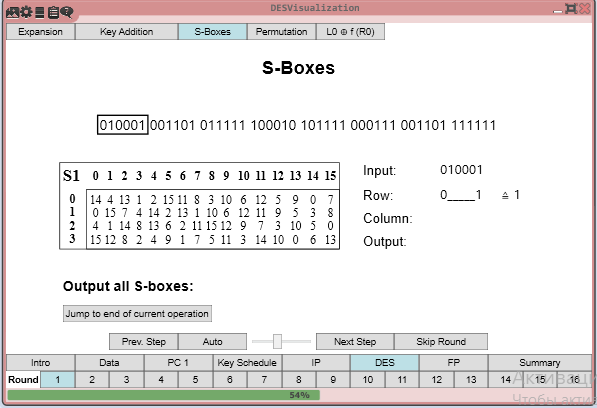 DESVisualization
Expansion Key Addition S-Boxes Permutation L0 ⊕ f (R0)
S-Boxes
010001 001101 011111 100010 101111 000111 001101 111111
S1 0 1 2 3 4 5 6 7 8 9 10 11 12 13 14 15
0 14 4 13 1 2 15 11 8 3 10 6 12 5 9 0 7
1 0 15 7 4 14 2 13 1 10 6 12 11 9 5 3 8
2 4 1 14 8 13 6 2 11 15 12 9 7 3 10 5 0
3 15 12 8 2 4 9 1 7 5 11 3 14 10 0 6 13
Input: 010001
Row: 0____1 ≙ 1
Column:
Output:
Output all S-boxes:
Jump to end of current operation
Prev. Step Auto Next Step Skip Round
Intro Data PC 1 Key Schedule IP DES FP Summary
Round 1 2 3 4 5 6 7 8 9 10 11 12 13 14 15 16
54%
Активаци
Чтобы акти